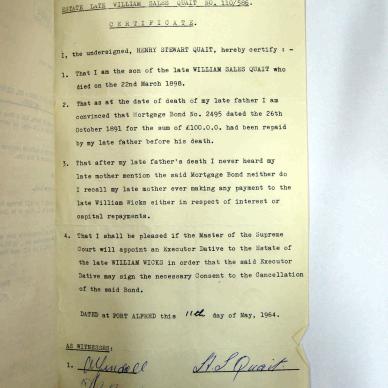 ESTATE LATE WILLIAM SALES QUAIT NO. 110/586.
CERTIFICATE.
I, the undersigned, HENRY STEWART QUAIT, hereby certify : -
1. That I am the son of the late WILLIAM SALES QUAIT who
died on the 22nd March 1898.
2. That as at the date of death of my late father I am
convinced that Mortgage Bond No. 2495 dated the 26th
October 1891 for the sum of £100.0.0. had been repaid
by my late father before his death.
3. That after my late father's death I never heard my
late mother mention the said Mortgage Bond neither do
I recall my late mother ever making any payment to the
late William Wicks either in respect of interest or
capital repayments.
4. That I shall be pleased if the Master of the Supreme
Court will appoint an Executor Dative to the Estate of
the late WILLIAM WICKS in order that the said Executor
Dative may sign the necessary Consent to the Cancellation
of the said Bond.
DATED at PORT ALFRED this 11th day of May, 1964.
AS WITNESSES:
1. H S Quait.